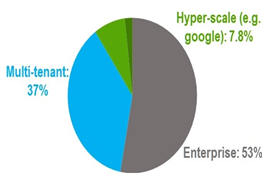 Hyper-scale (e.g.
google): 7.8%
Multi-tenant:
37%
Enterprise: 53%